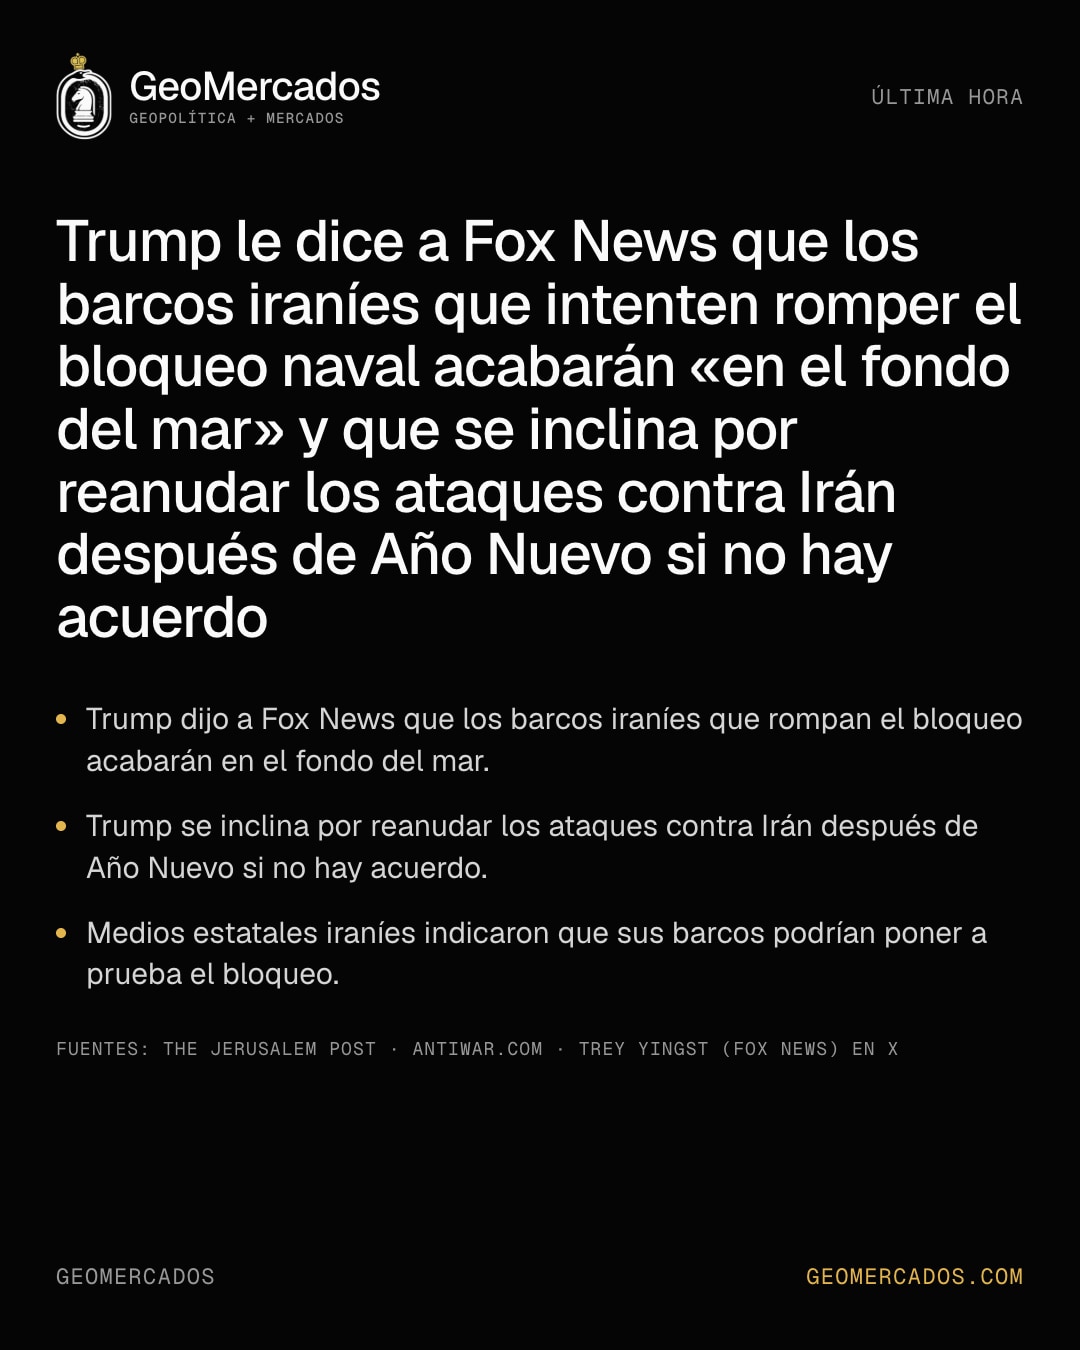 GeoMercados
GEOPOLÍTICA + MERCADOS
ÚLTIMA HORA
Trump le dice a Fox News que los
barcos iraníes que intenten romper el
bloqueo naval acabarán «en el fondo
del mar» y que se inclina por
reanudar los ataques contra Irán
después de Año Nuevo si no hay
acuerdo
• Trump dijo a Fox News que los barcos iraníes que rompan el bloqueo
acabarán en el fondo del mar.
• Trump se inclina por reanudar los ataques contra Irán después de
Año Nuevo si no hay acuerdo.
• Medios estatales iraníes indicaron que sus barcos podrían poner a
prueba el bloqueo.
FUENTES: THE JERUSALEM POST · ANTIWAR.COM · TREY YINGST (FOX NEWS) EN X
GEOMERCADOS
GEOMERCADOS.COM